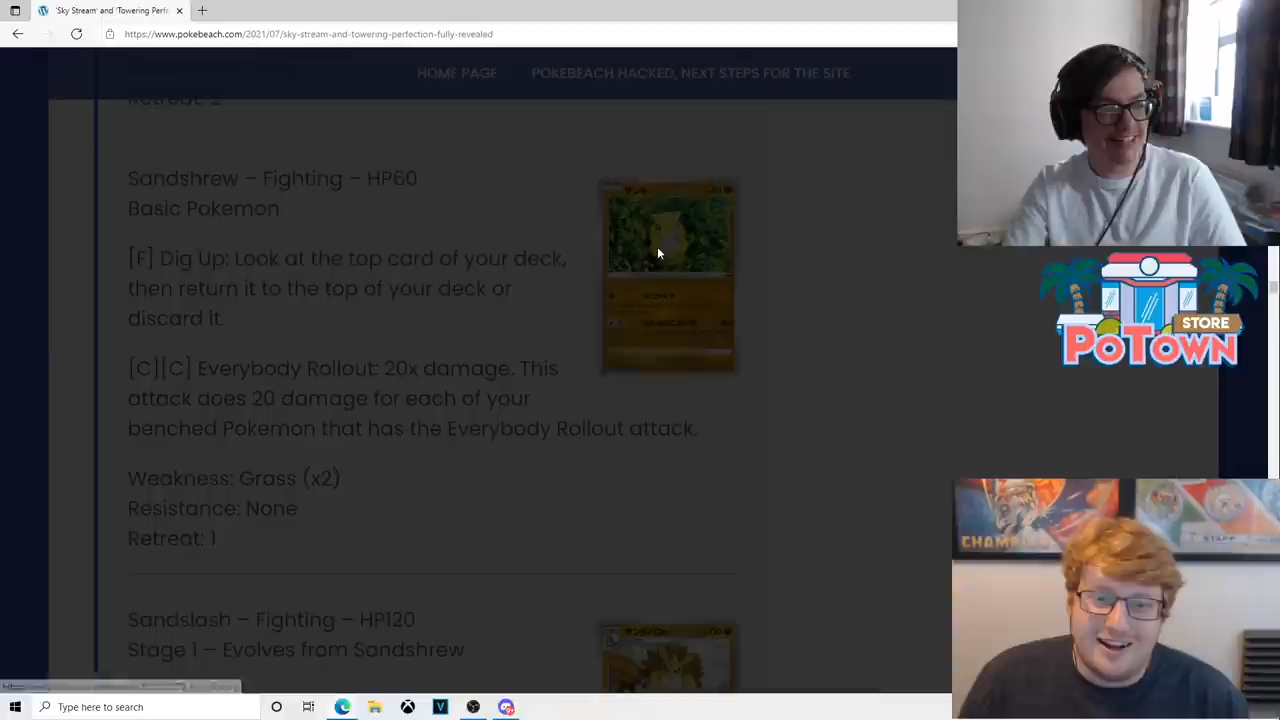 'Sky Stream' and 'Towering Perfe
https://www.pokebeach.com/2021/07/sky-stream-and-towering-perfection-fully-revealed
HOME PAGE
POKEBEACH HACKED, NEXT STEPS FOR THE SITE
Retreat: 2
Sandshrew – Fighting – HP60
Basic Pokemon
[F] Dig Up: Look at the top card of your deck,
then return it to the top of your deck or
discard it.
[C][C] Everybody Rollout: 20x damage. This
attack does 20 damage for each of your
benched Pokemon that has the Everybody Rollout attack.
Weakness: Grass (x2)
Resistance: None
Retreat: 1
Sandslash – Fighting – HP120
Stage 1 – Evolves from Sandshrew
STORE
POTOWN
CHAMPION
STAFF
Type here to search